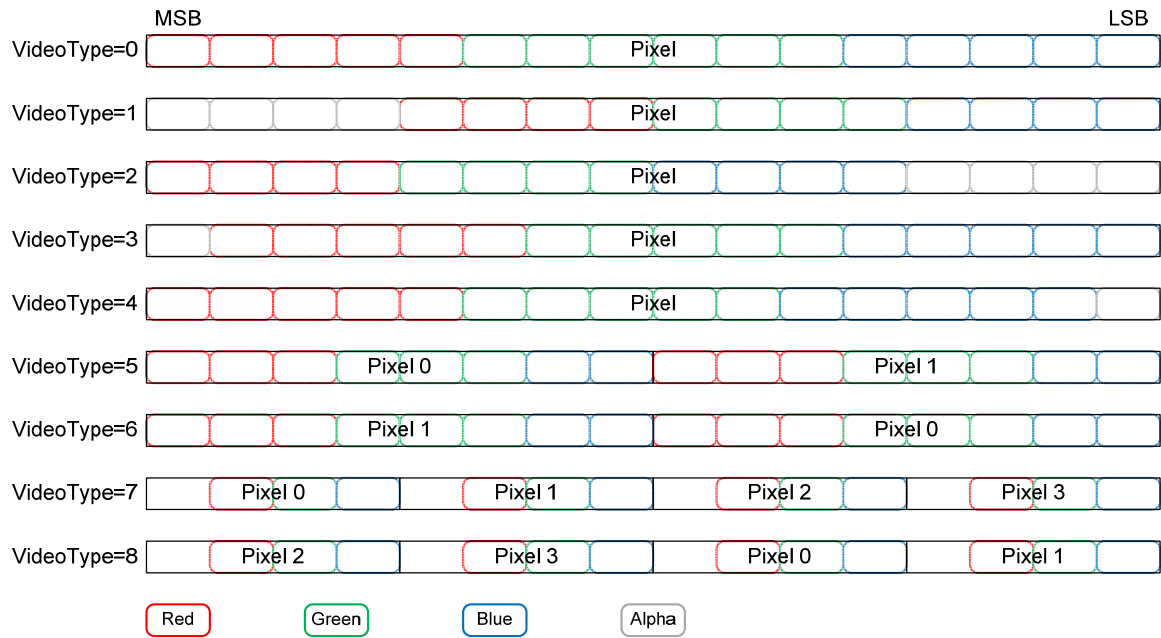 MSB LSB
VideoType=0 Pixel
VideoType=1 Pixel
VideoType=2 Pixel
VideoType=3 Pixel
VideoType=4 Pixel
VideoType=5 Pixel 0 Pixel 1
VideoType=6 Pixel 1 Pixel 0
VideoType=7 Pixel 0 Pixel 1 Pixel 2 Pixel 3
VideoType=8 Pixel 2 Pixel 3 Pixel 0 Pixel 1
Red Green Blue Alpha